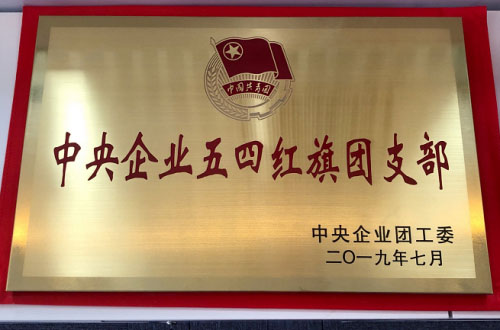 中国共青团
中央企业五四红旗团支部
中央企业团工委
二〇一九年七月